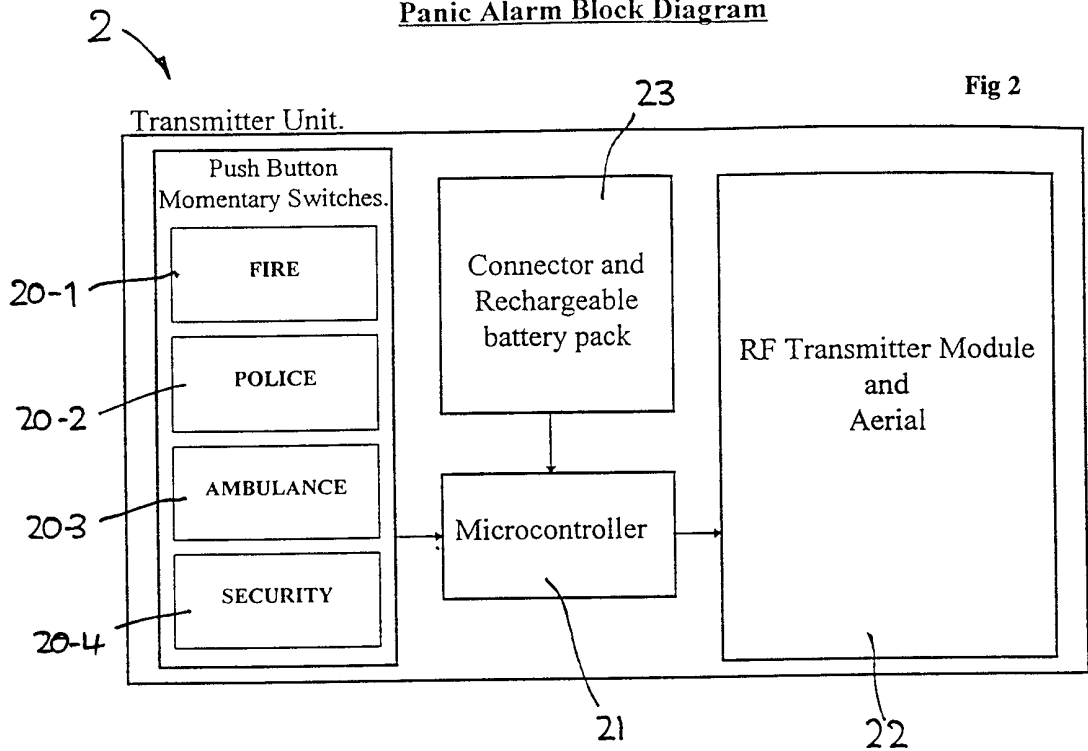 Panic Alarm Block Diagram
2
Fig 2
23
Transmitter Unit.
Push Button
Momentary Switches.
FIRE
20-1
POLICE
20-2
AMBULANCE
20-3
SECURITY
20-4
Connector and
Rechargeable
battery pack
Microcontroller
21
RF Transmitter Module
and
Aerial
22